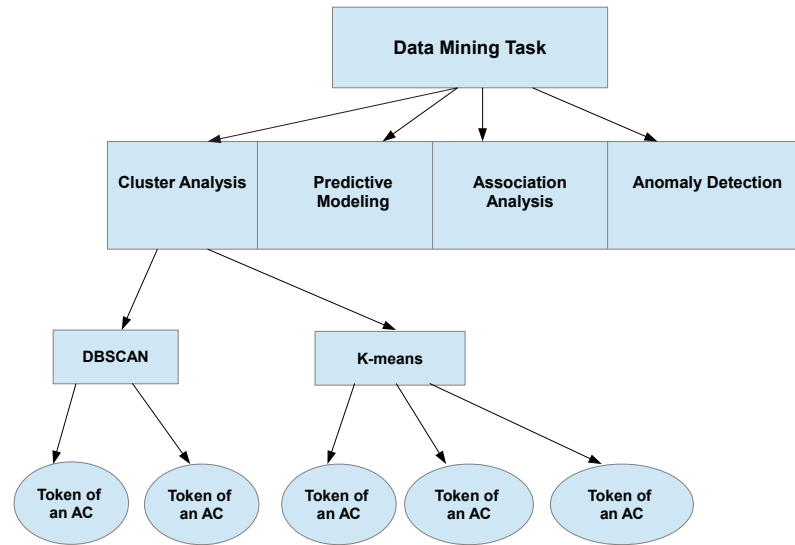 Data Mining Task
Cluster Analysis
Predictive
Modeling
Association
Analysis
Anomaly Detection
DBSCAN
K-means
Token of
an AC
Token of
an AC
Token of
an AC
Token of
an AC
Token of
an AC